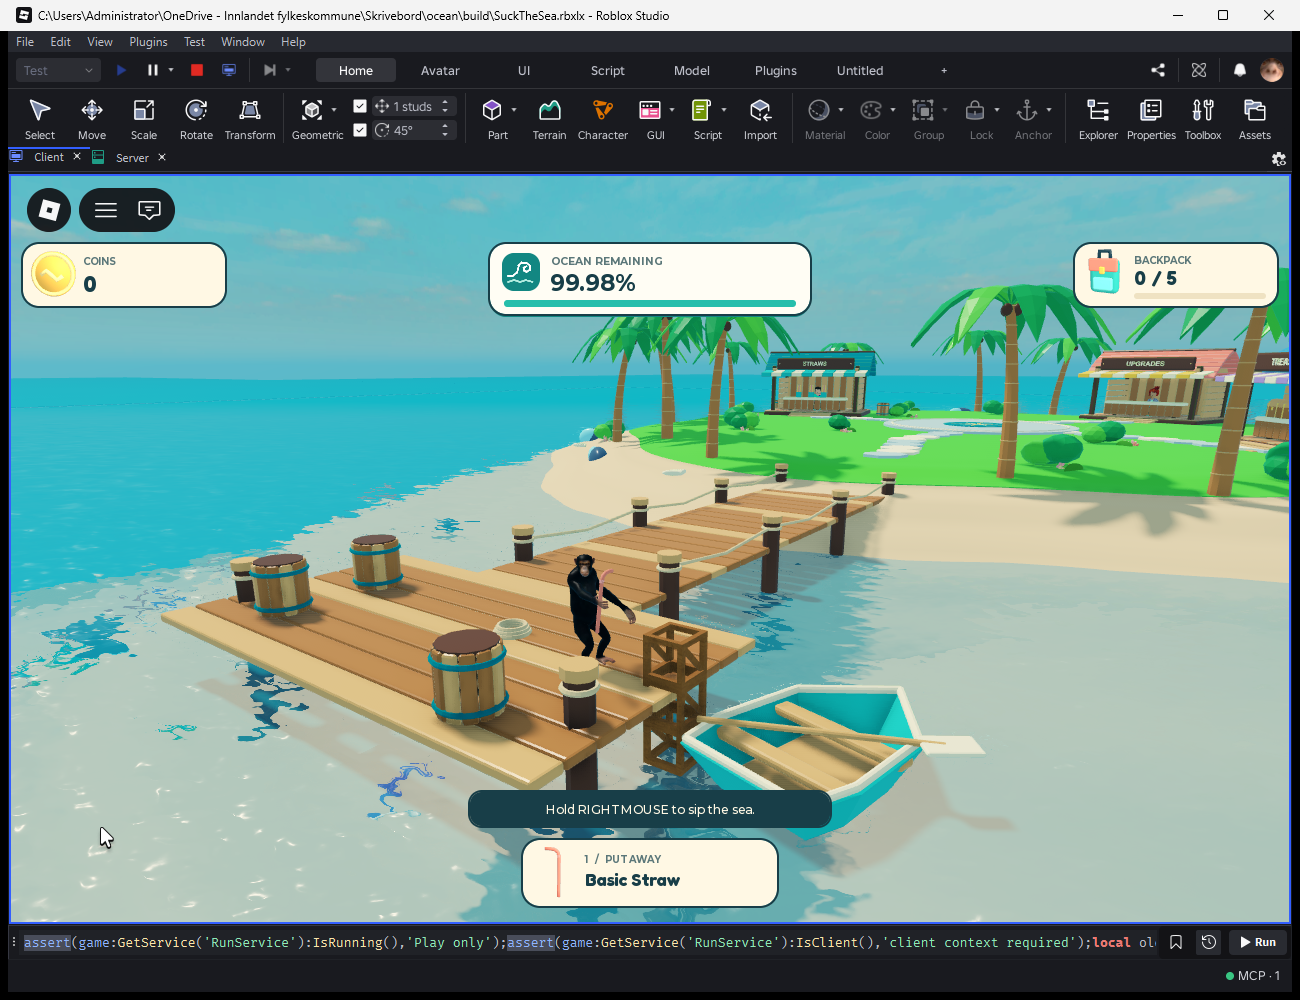 C:\Users\Administrator\OneDrive - Innlandet fylkeskommune\Skrivebord\ocean\build\SuckTheSea.rbxlx - Roblox Studio
File Edit View Plugins Test Window Help
Test Home Avatar UI Script Model Plugins Untitled +
Select Move Scale Rotate Transform Geometric 1 studs 45° Part Terrain Character GUI Script Import Material Color Group Lock Anchor Explorer Properties Toolbox Assets
Client Server
COINS
0
OCEAN REMAINING
99.98%
BACKPACK
0 / 5
STRAWS
UPGRADES
Hold RIGHTMOUSE to sip the sea.
1 / PUT AWAY
Basic Straw
assert(game:GetService('RunService'):IsRunning(),'Play only');assert(game:GetService('RunService'):IsClient(),'client context required');local
Run
MCP · 1